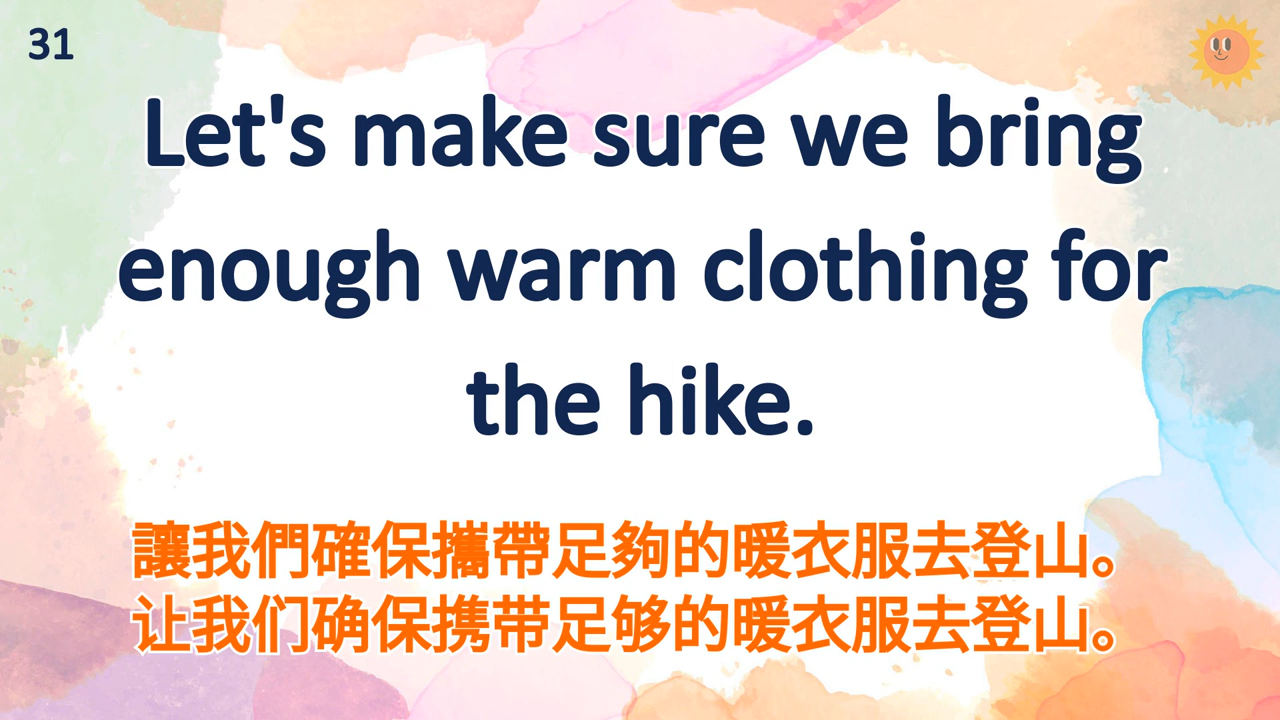 31
Let's make sure we bring
enough warm clothing for
the hike.
讓我們確保攜帶足夠的暖衣服去登山。
让我们确保携带足够的暖衣服去登山。